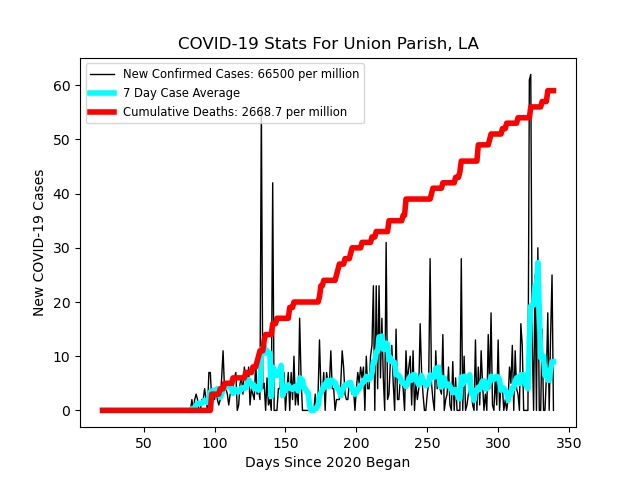 COVID-19 Stats For Union Parish, LA
New Confirmed Cases: 66500 per million
7 Day Case Average
Cumulative Deaths: 2668.7 per million
New COVID-19 Cases
60
50
40
30
20
10
0
50
100
150
200
250
300
350
Days Since 2020 Began